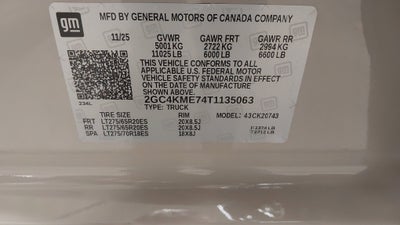 gm
MFD BY GENERAL MOTORS OF CANADA COMPANY
11/25 GVWR GAWR FRT GAWR RR
5001 KG 2722 KG 2994 KG
11025 LB 6000 LB 6600 LB
THIS VEHICLE CONFORMS TO ALL
APPLICABLE U.S. FEDERAL MOTOR
VEHICLE SAFETY STANDARDS IN EFFECT
ON THE DATE OF MANUFACTURE
SHOWN ABOVE.
2GC4KME74T1135063
TYPE: TRUCK
234L
TIRE SIZE RIM MODEL: 43CK20743
FRT LT275/65R20ES 20X8.5J
RR LT275/65R20ES 20X8.5J
SPA LT275/70R18ES 18X8J